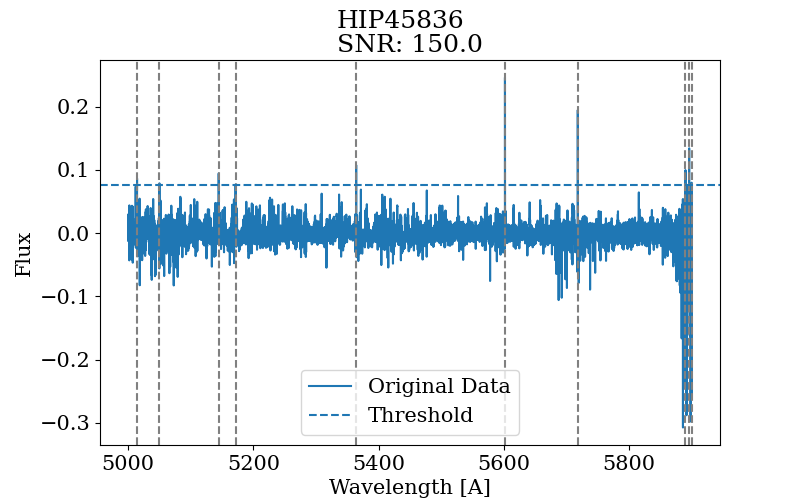 HIP45836
SNR: 150.0
0.2
0.1
0.0
−0.1
−0.2
−0.3
Flux
Original Data
Threshold
5000 5200 5400 5600 5800
Wavelength [A]